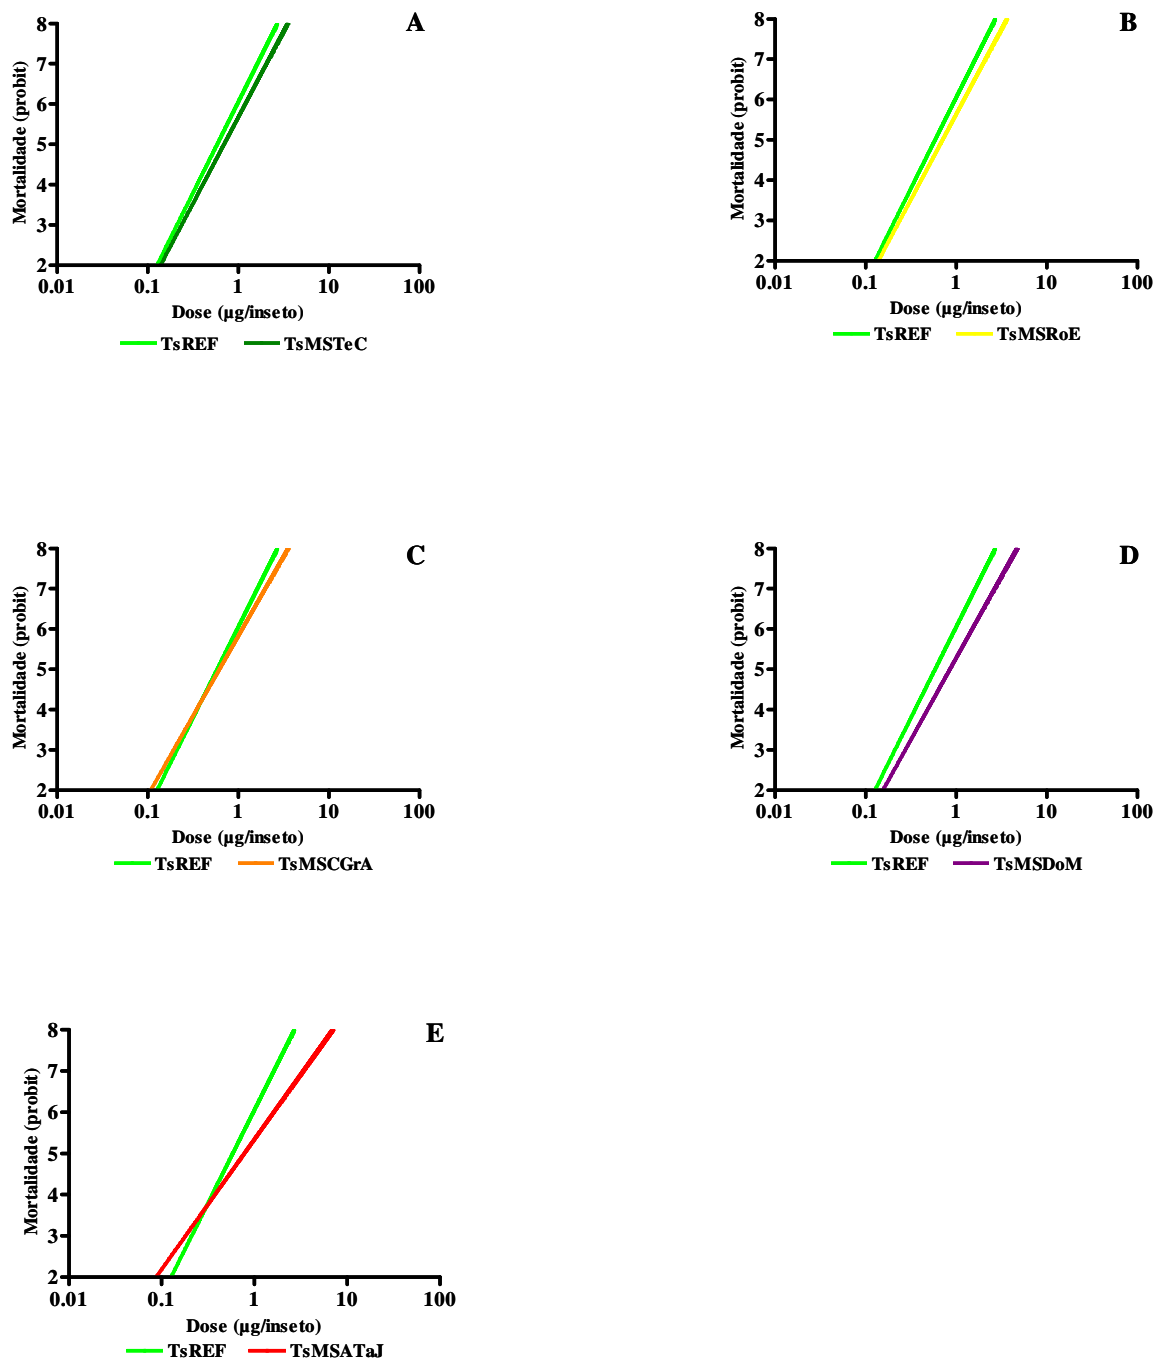 A
Mortalidade (probit)
8
7
6
5
4
3
2
0.01 0.1 1 10 100
Dose (µg/inseto)
TsREF TsMSTeC
B
Mortalidade (probit)
8
7
6
5
4
3
2
0.01 0.1 1 10 100
Dose (µg/inseto)
TsREF TsMSRoE
C
Mortalidade (probit)
8
7
6
5
4
3
2
0.01 0.1 1 10 100
Dose (µg/inseto)
TsREF TsMSCGrA
D
Mortalidade (probit)
8
7
6
5
4
3
2
0.01 0.1 1 10 100
Dose (µg/inseto)
TsREF TsMSDoM
E
Mortalidade (probit)
8
7
6
5
4
3
2
0.01 0.1 1 10 100
Dose (µg/inseto)
TsREF TsMSATaJ